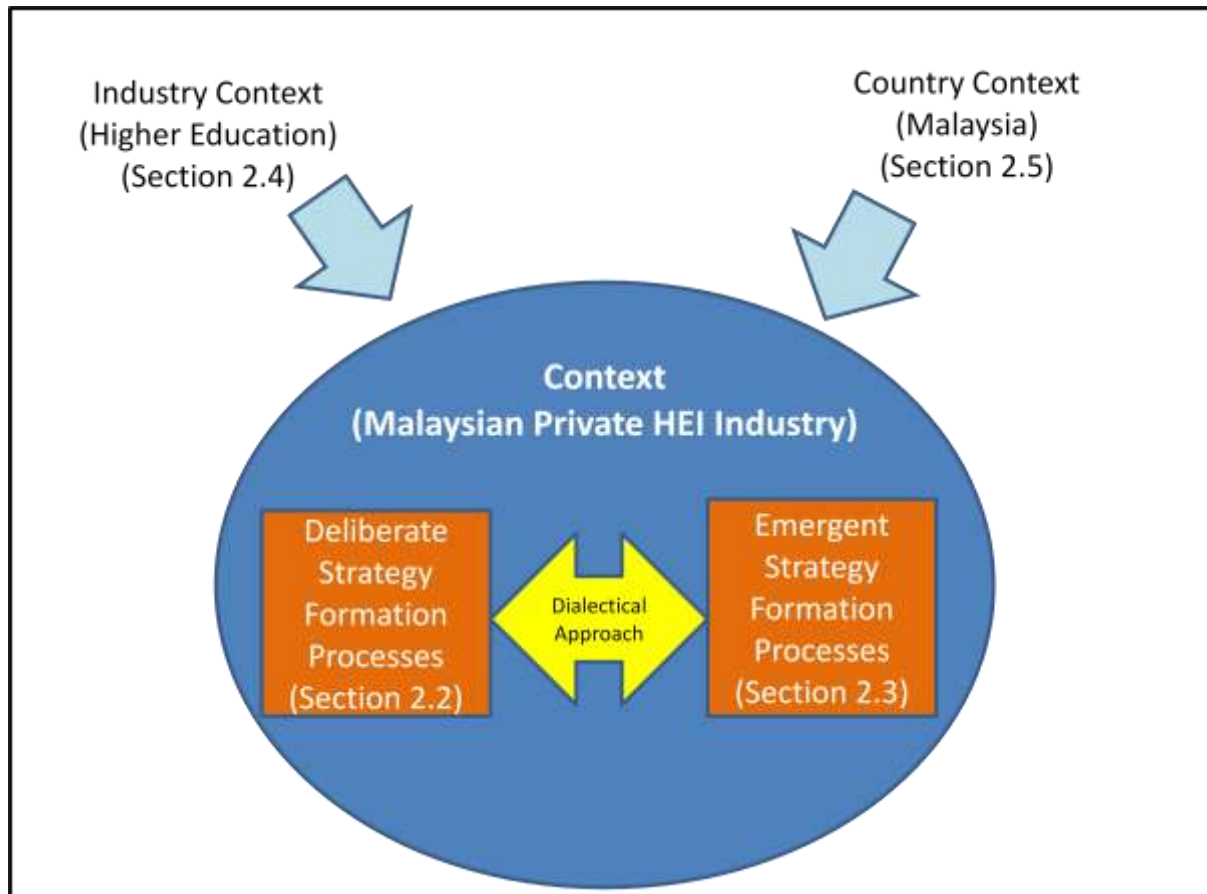 Industry Context
(Higher Education)
(Section 2.4)
Country Context
(Malaysia)
(Section 2.5)
Context
(Malaysian Private HEI Industry)
Deliberate
Strategy
Formation
Processes
(Section 2.2)
Dialectical
Approach
Emergent
Strategy
Formation
Processes
(Section 2.3)